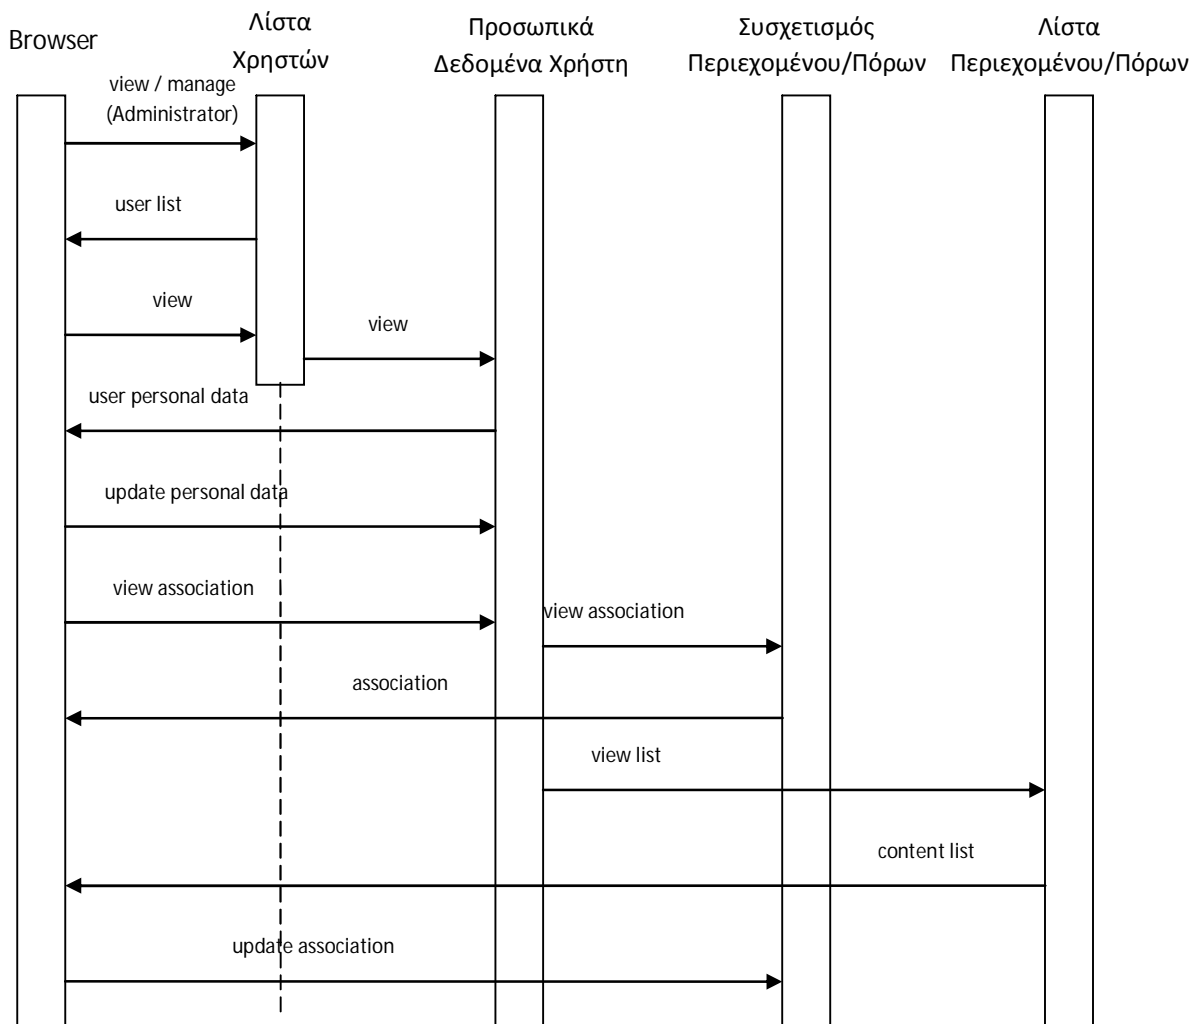 Browser
Λίστα
Χρηστών
Προσωπικά
Δεδομένα Χρήστη
Συσχετισμός
Περιεχομένου/Πόρων
Λίστα
Περιεχομένου/Πόρων
view / manage
(Administrator)
user list
view
view
user personal data
update personal data
view association
view association
association
view list
content list
update association